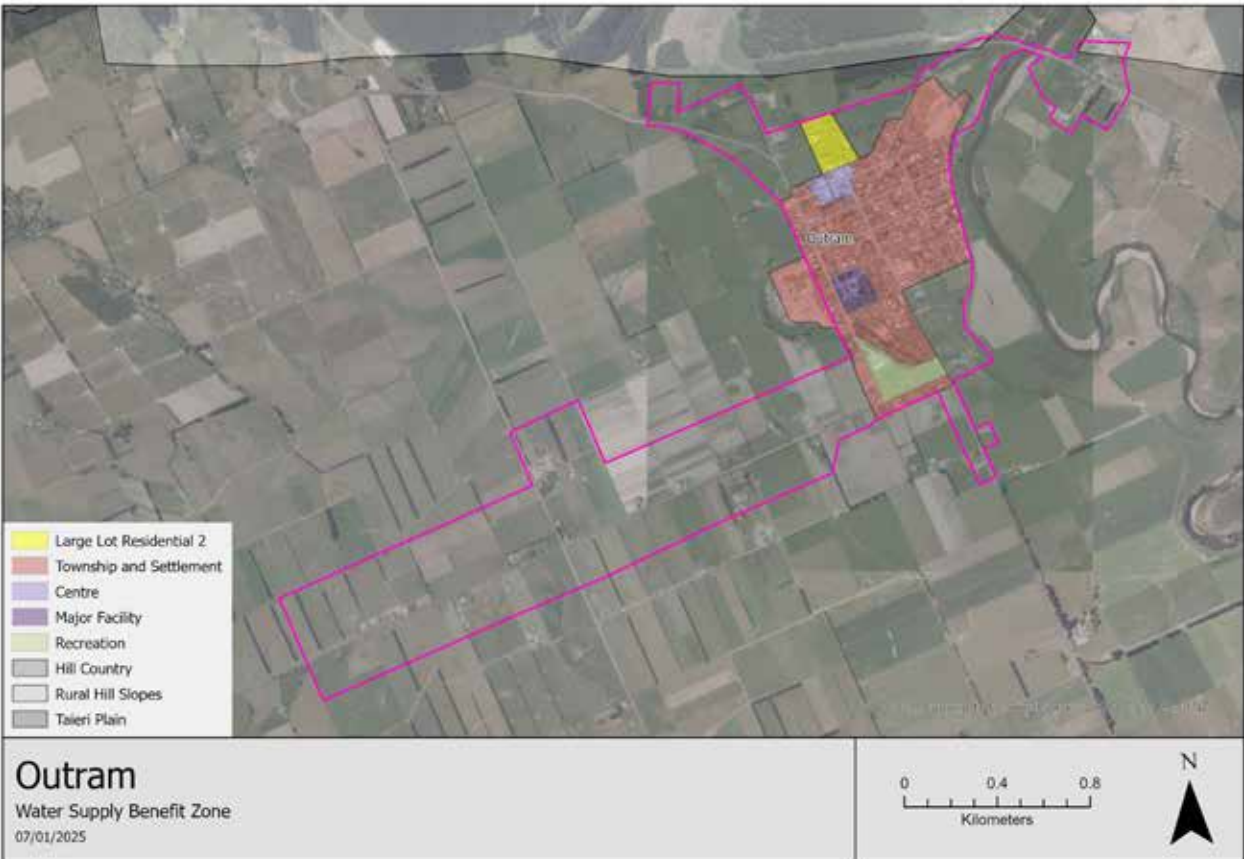 Outram
Large Lot Residential 2
Township and Settlement
Centre
Major Facility
Recreation
Hill Country
Rural Hill Slopes
Taieri Plain
Outram
Water Supply Benefit Zone
07/01/2025
0 0.4 0.8
Kilometers
N